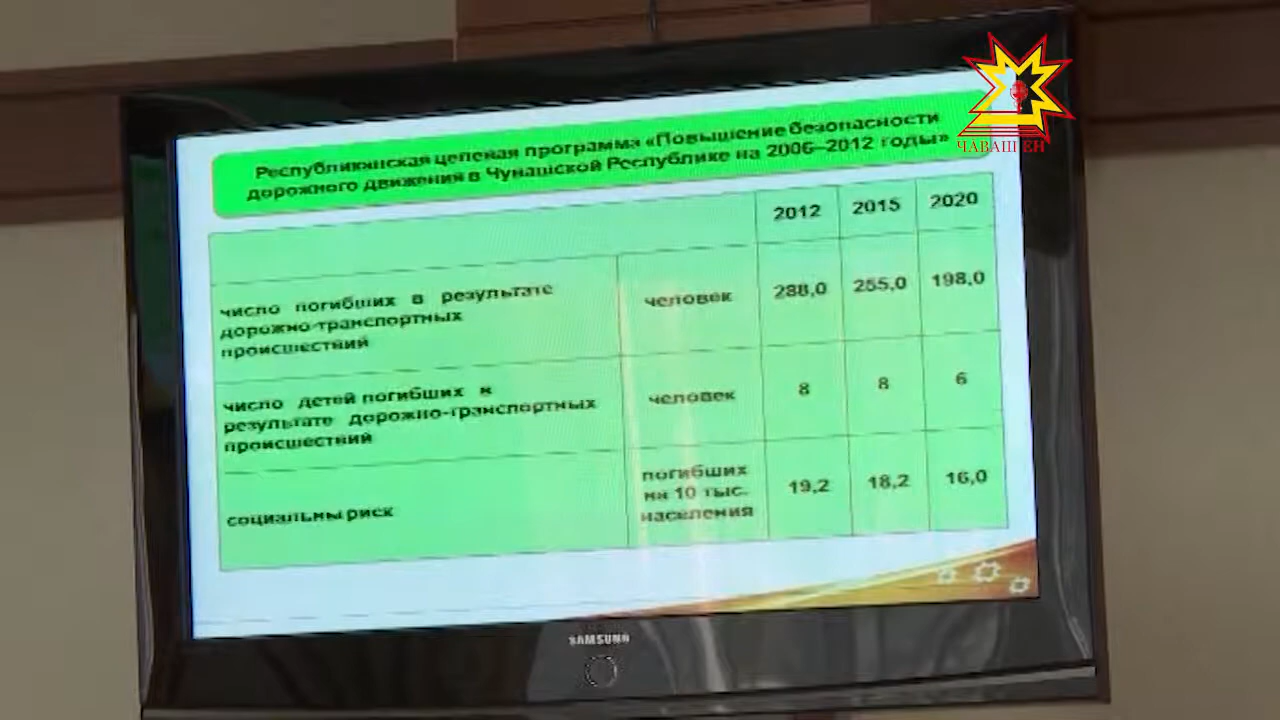 ЧӐВАШ ЕН
Республиканская целевая программа «Повышение безопасности
дорожного движения в Чувашской Республике на 2006–2012 годы»
2012 2015 2020
число погибших в результате
дорожно-транспортных
происшествий
человек
288,0 255,0 198,0
число детей погибших в
результате дорожно-транспортных
происшествий
человек
8 8 6
социальны риск
погибших
на 10 тыс.
населения
19,2 18,2 16,0
SAMSUNG